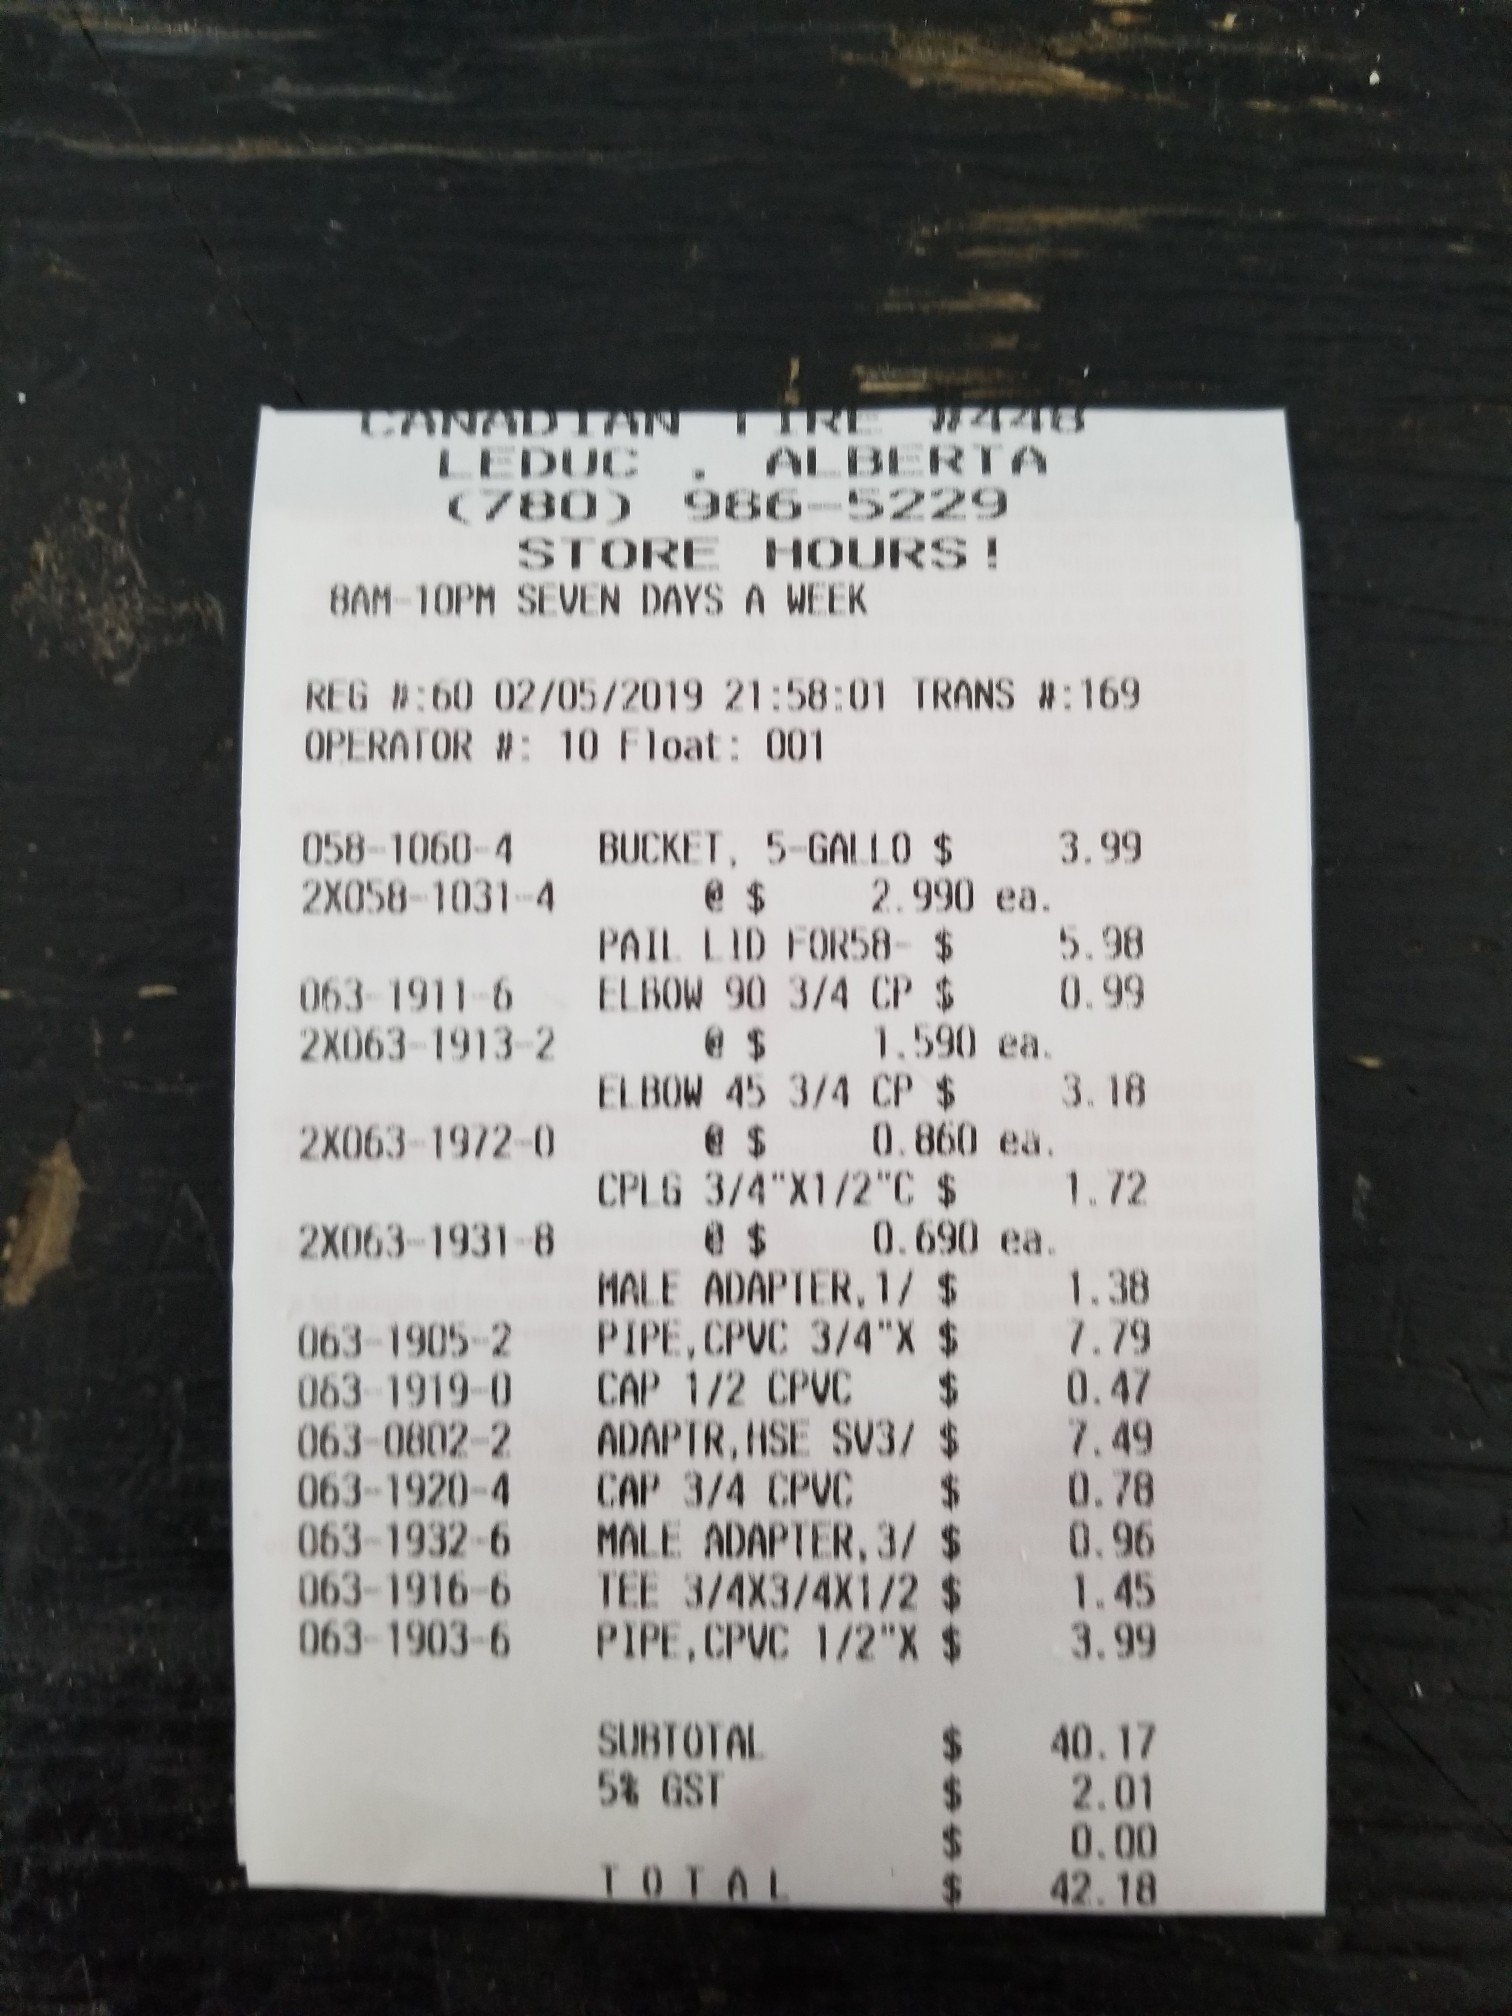 CANADIAN TIRE #448
LEDUC , ALBERTA
(780) 986-5229
STORE HOURS!
8AM-10PM SEVEN DAYS A WEEK
REG #:60 02/05/2019 21:58:01 TRANS #:169
OPERATOR #: 10 Float: 001
058-1060-4 BUCKET, 5-GALLO $ 3.99
2X058-1031-4 @ $ 2.990 ea.
PAIL LID FOR58- $ 5.98
063-1911-6 ELBOW 90 3/4 CP $ 0.99
2X063-1913-2 @ $ 1.590 ea.
ELBOW 45 3/4 CP $ 3.18
2X063-1972-0 @ $ 0.860 ea.
CPLG 3/4"X1/2"C $ 1.72
2X063-1931-8 @ $ 0.690 ea.
MALE ADAPTER,1/ $ 1.38
063-1905-2 PIPE,CPVC 3/4"X $ 7.79
063-1919-0 CAP 1/2 CPVC $ 0.47
063-0802-2 ADAPTR,HSE SV3/ $ 7.49
063-1920-4 CAP 3/4 CPVC $ 0.78
063-1932-6 MALE ADAPTER,3/ $ 0.96
063-1916-6 TEE 3/4X3/4X1/2 $ 1.45
063-1903-6 PIPE,CPVC 1/2"X $ 3.99
SUBTOTAL $ 40.17
5% GST $ 2.01
$ 0.00
T O T A L $ 42.18